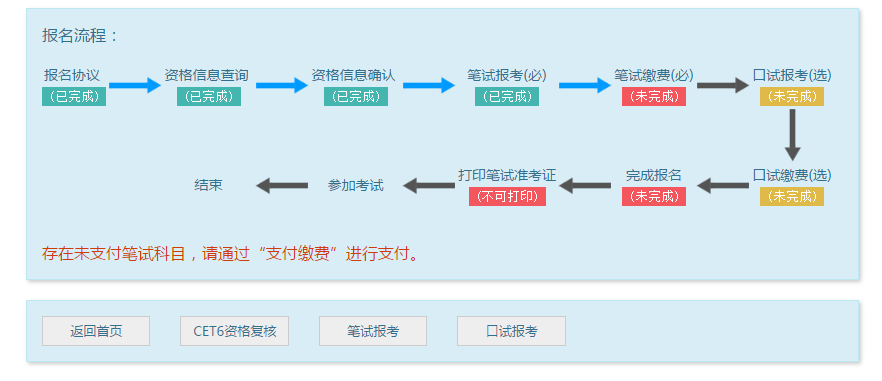 报名流程：
报名协议 资格信息查询 资格信息确认 笔试报考(必) 笔试缴费(必) 口试报考(选)
(已完成) (已完成) (已完成) (已完成) (未完成) (未完成)
结束 参加考试 打印笔试准考证 完成报名 口试缴费(选)
(不可打印) (未完成) (未完成)
存在未支付笔试科目，请通过“支付缴费”进行支付。
返回首页 CET6资格复核 笔试报考 口试报考